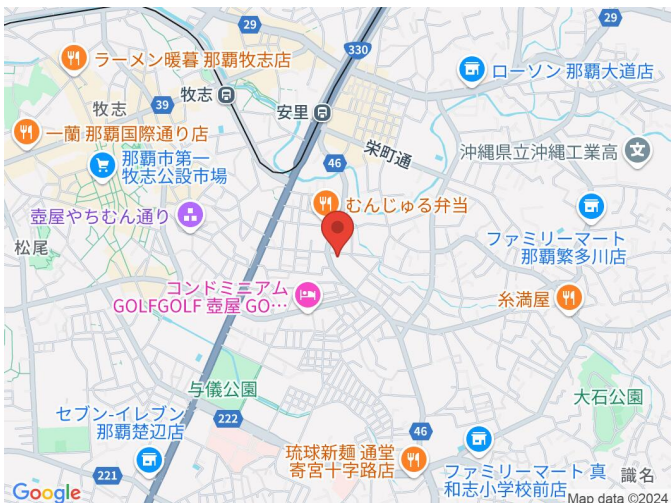 29
330
ラーメン暖暮 那覇牧志店
ローソン 那覇大道店
牧志
牧志
39
安里
29
一蘭 那覇国際通り店
栄町通
沖縄県立沖縄工業高
那覇市第一
牧志公設市場
46
むんじゅる弁当
壺屋やちむん通り
松尾
ファミリーマート
那覇繁多川店
コンドミニアム
GOLFGOLF 壺屋 GO…
糸満屋
与儀公園
大石公園
セブン-イレブン
那覇楚辺店
222
46
琉球新麺 通堂
寄宮十字路店
221
ファミリーマート 真
和志小学校前店
識名
Google
Map data ©2024